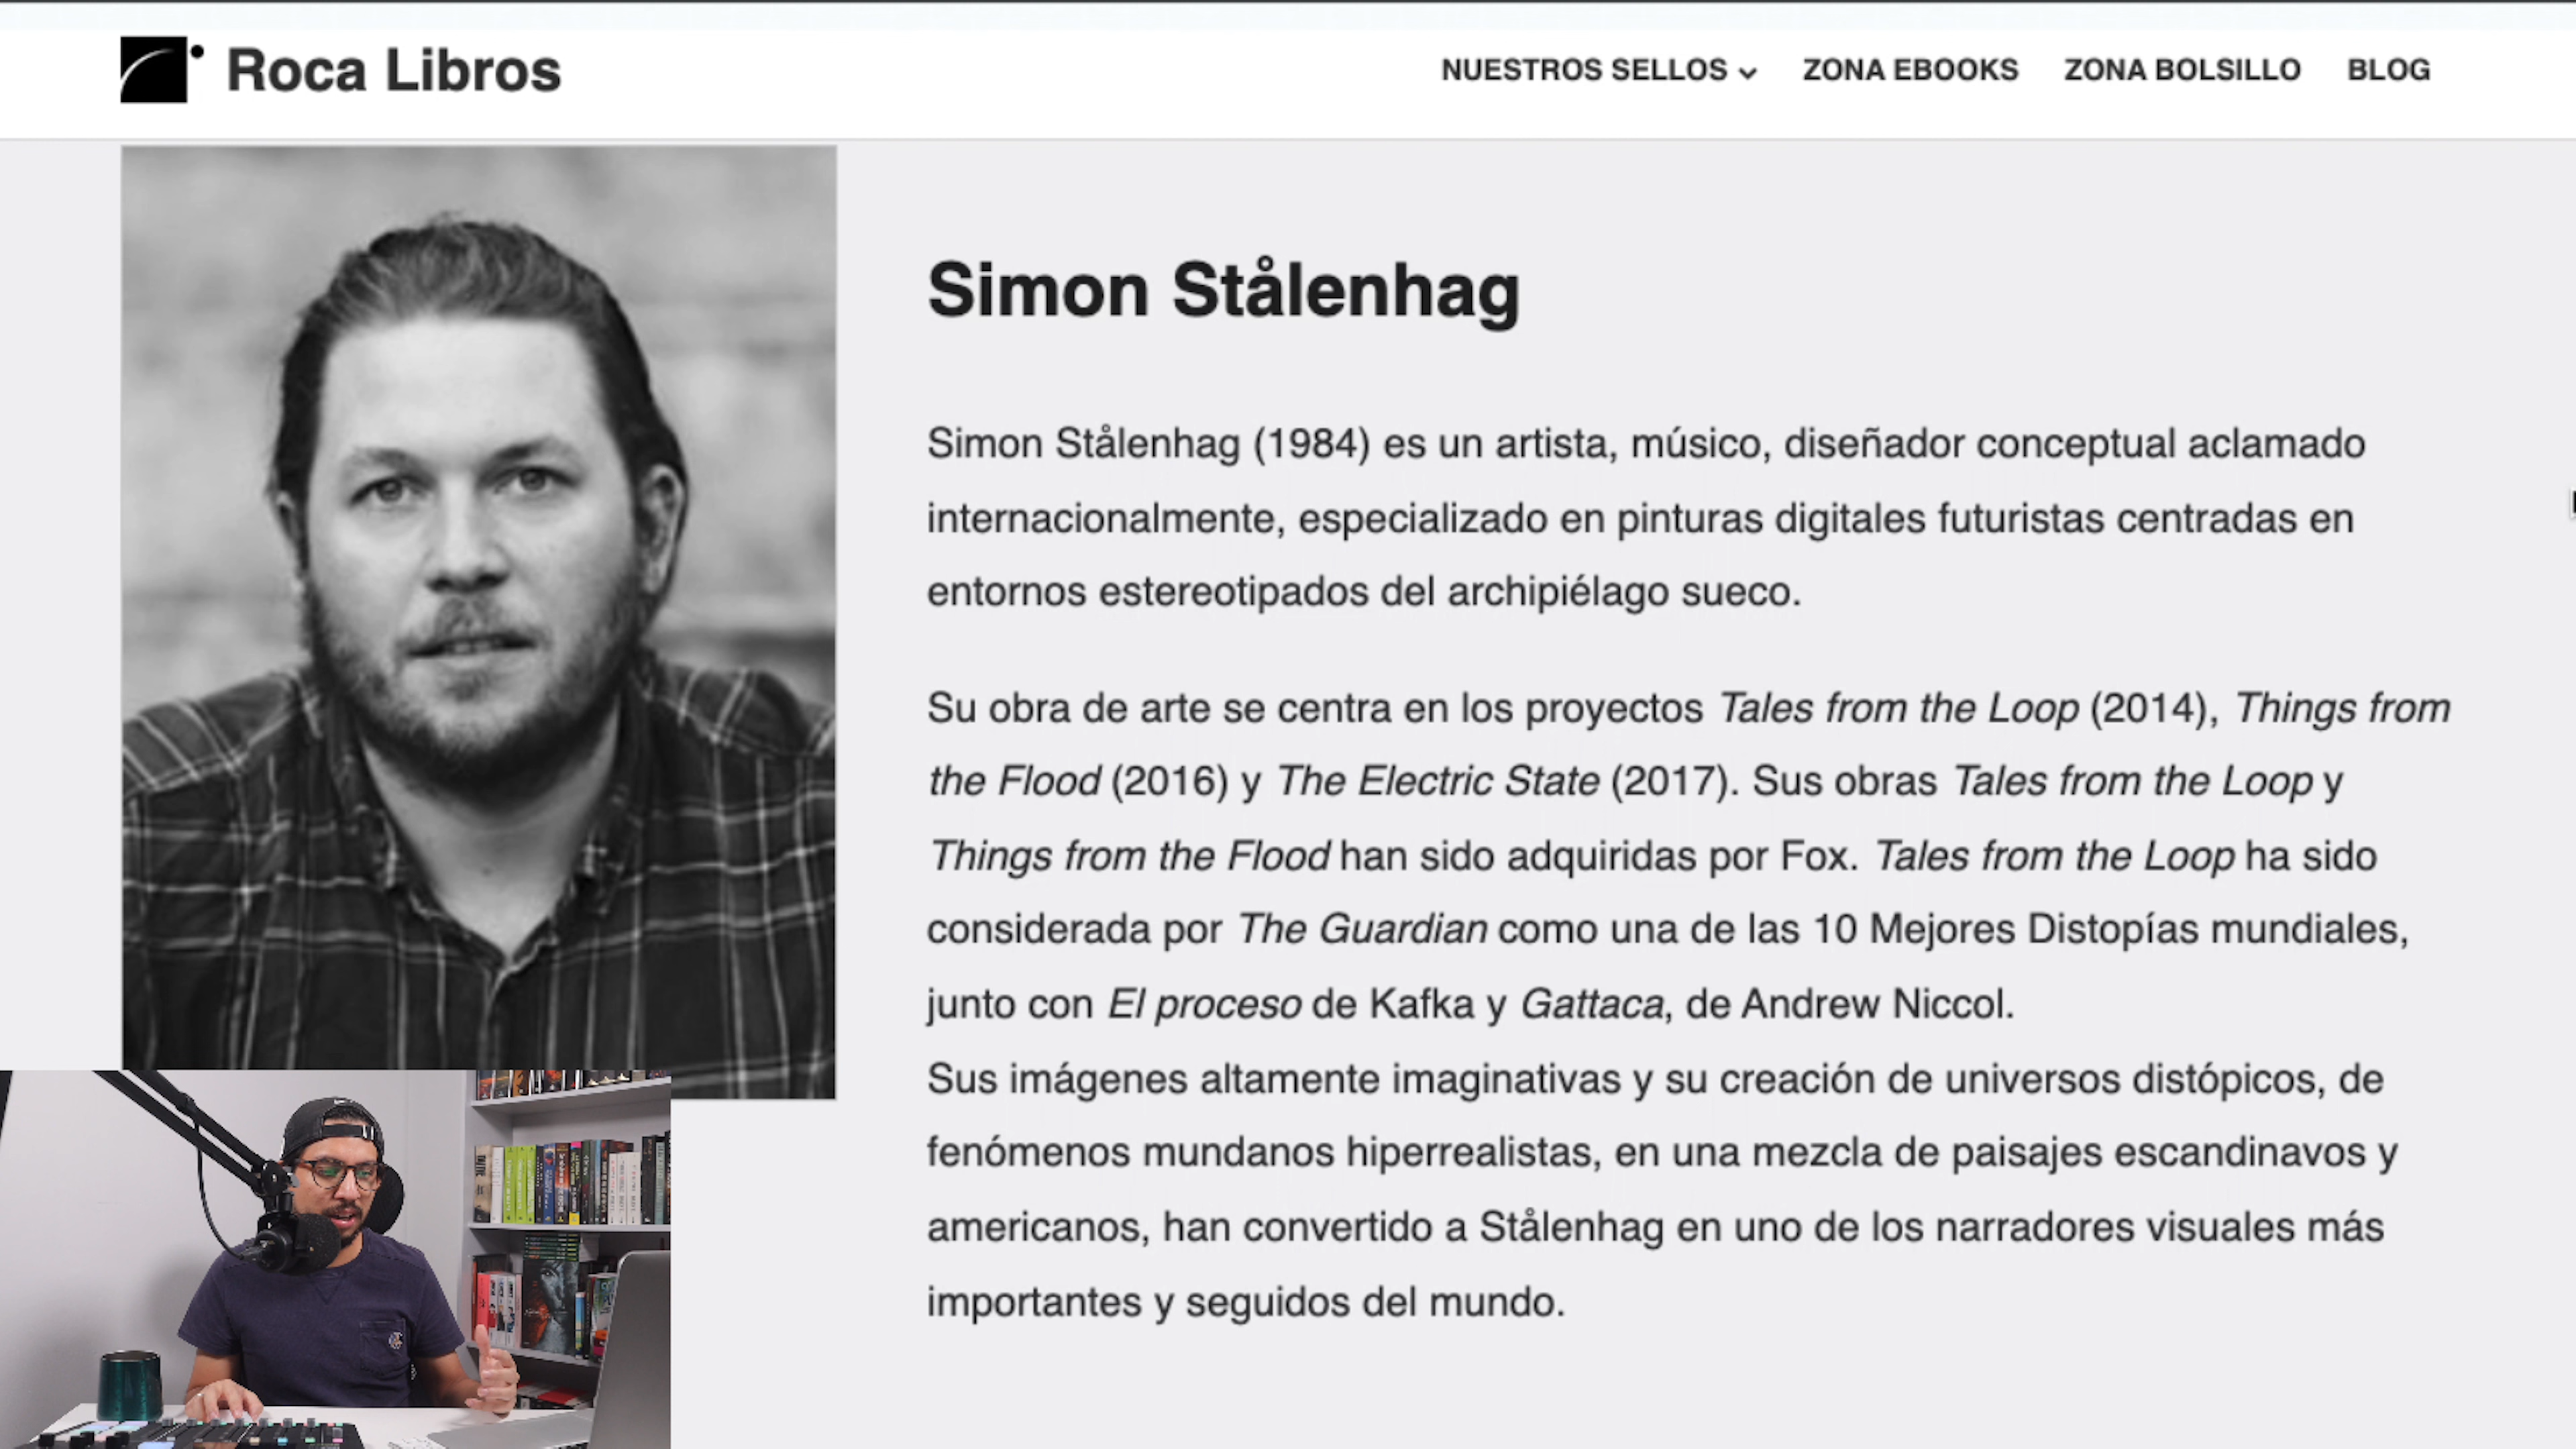 Roca Libros
NUESTROS SELLOS ZONA EBOOKS ZONA BOLSILLO BLOG
Simon Stålenhag
Simon Stålenhag (1984) es un artista, músico, diseñador conceptual aclamado
internacionalmente, especializado en pinturas digitales futuristas centradas en
entornos estereotipados del archipiélago sueco.
Su obra de arte se centra en los proyectos Tales from the Loop (2014), Things from
the Flood (2016) y The Electric State (2017). Sus obras Tales from the Loop y
Things from the Flood han sido adquiridas por Fox. Tales from the Loop ha sido
considerada por The Guardian como una de las 10 Mejores Distopías mundiales,
junto con El proceso de Kafka y Gattaca, de Andrew Niccol.
Sus imágenes altamente imaginativas y su creación de universos distópicos, de
fenómenos mundanos hiperrealistas, en una mezcla de paisajes escandinavos y
americanos, han convertido a Stålenhag en uno de los narradores visuales más
importantes y seguidos del mundo.